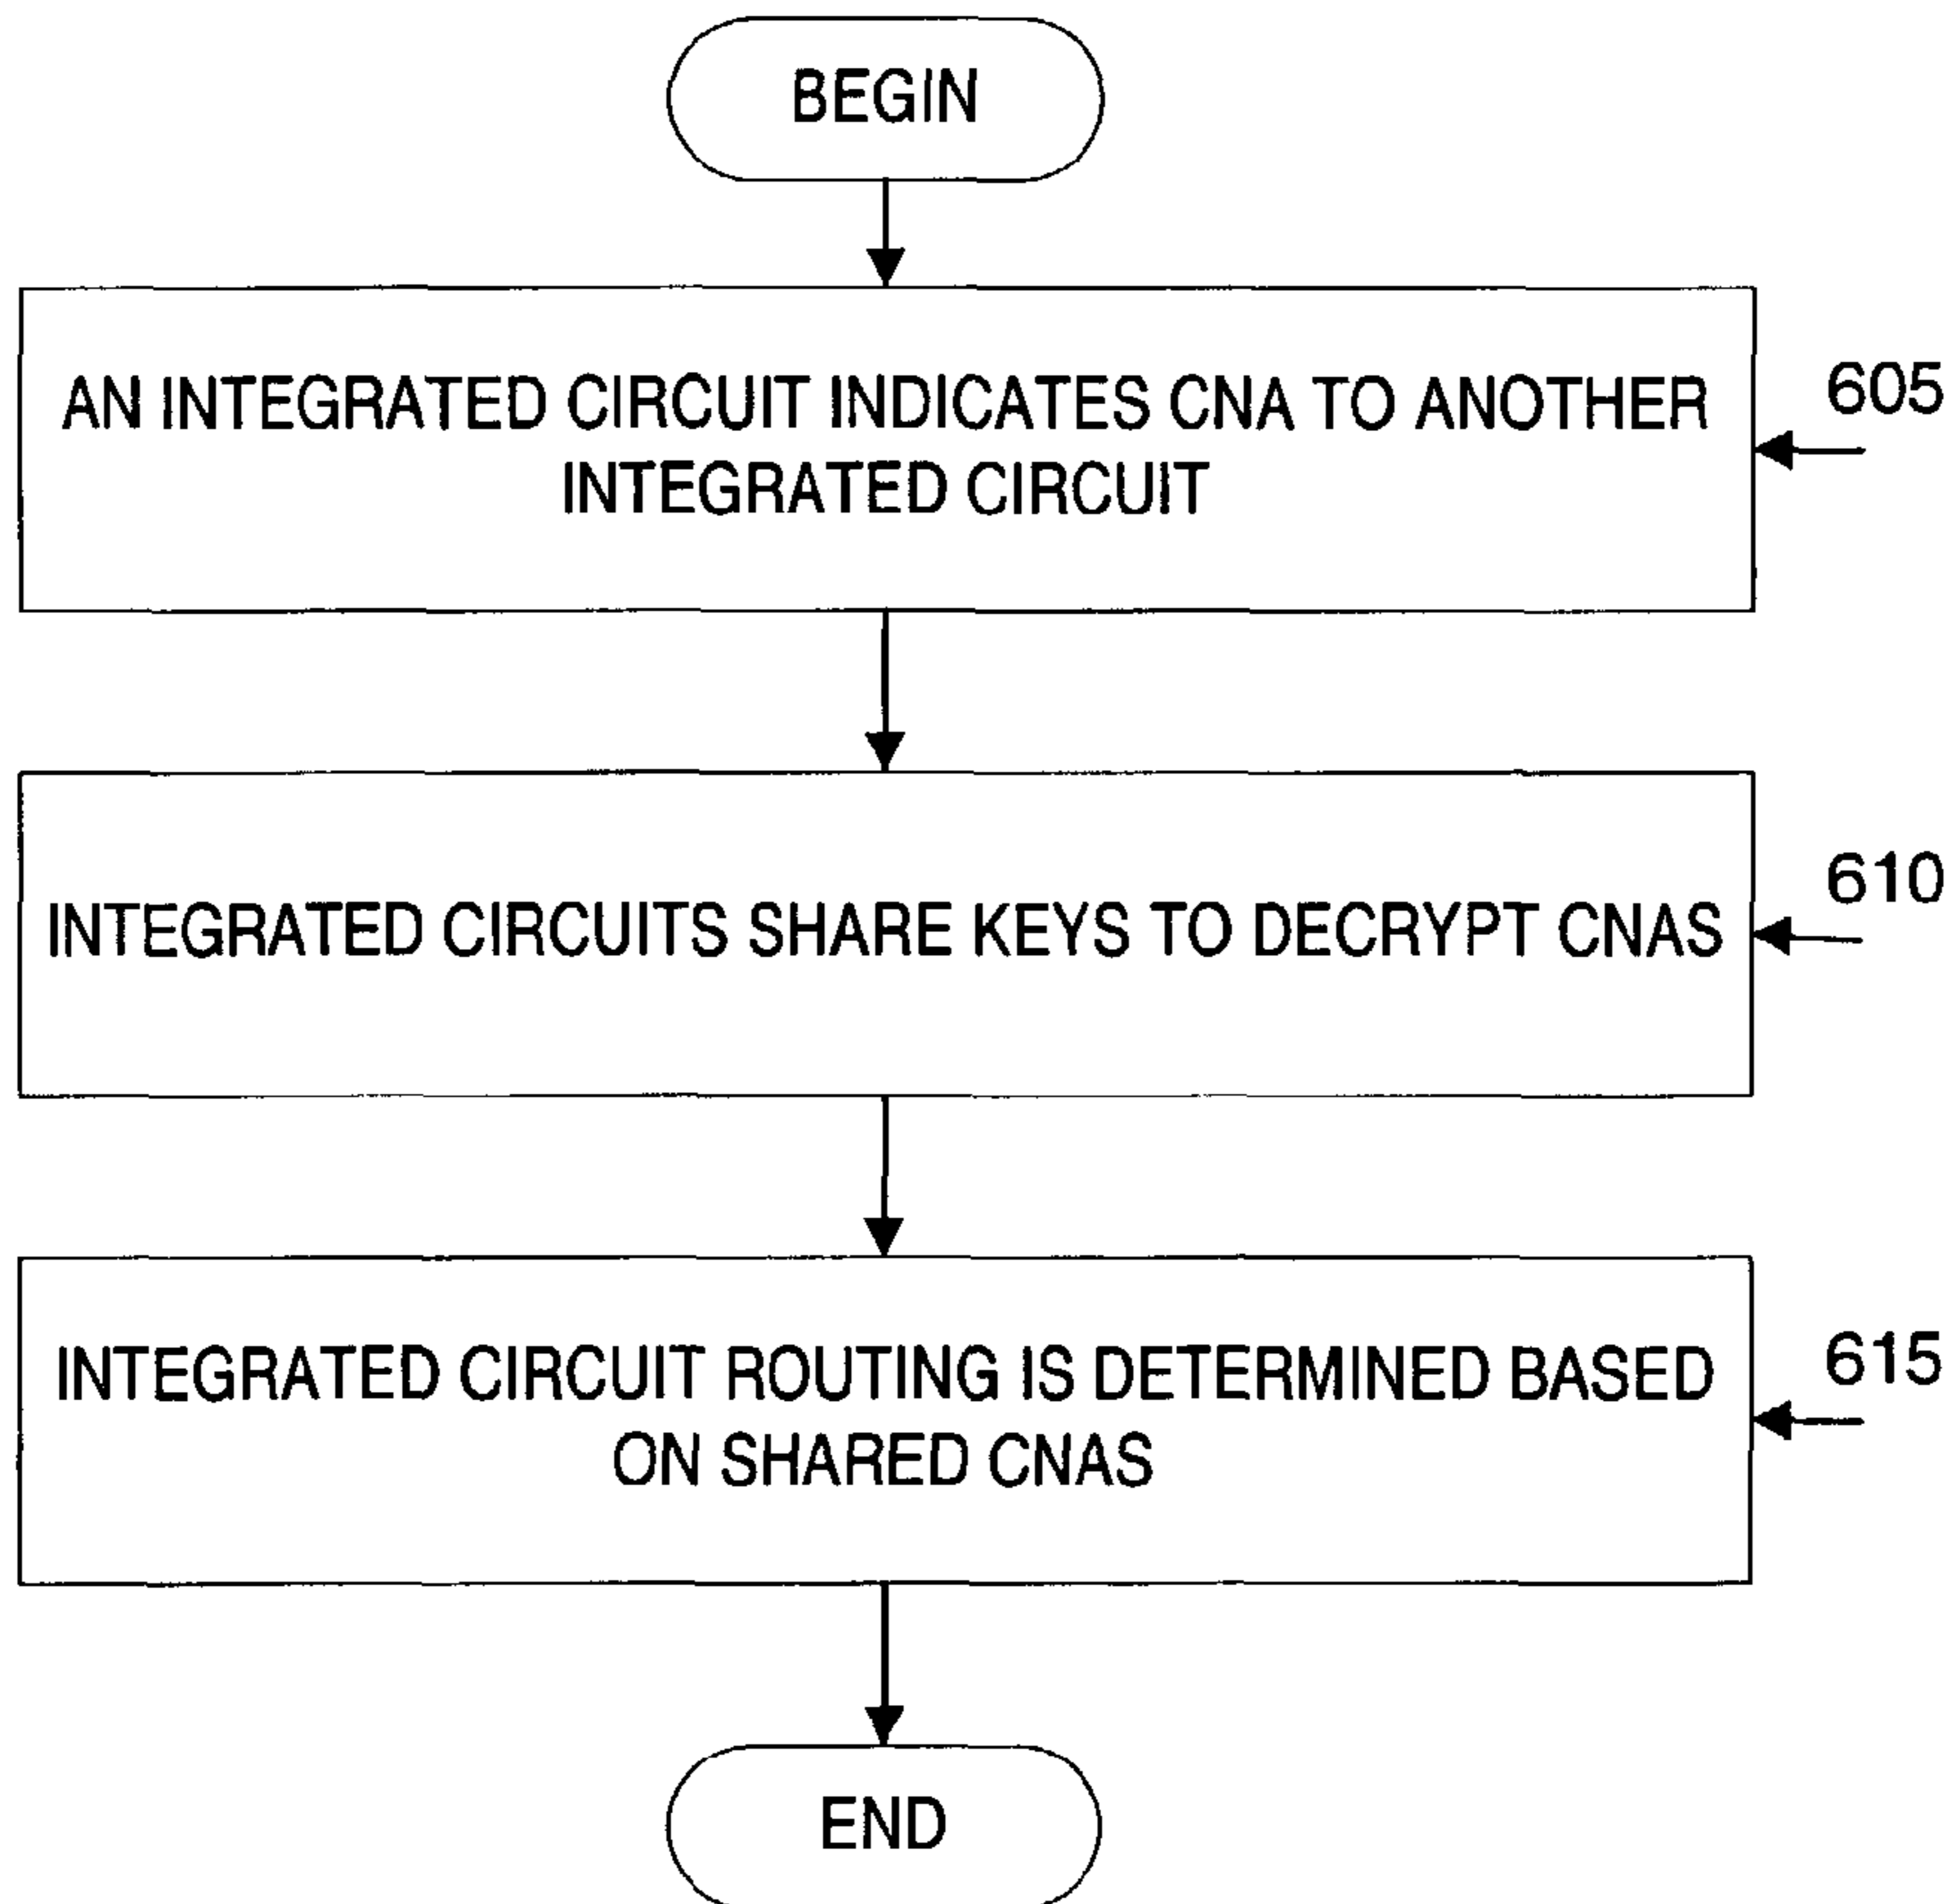 BEGIN
AN INTEGRATED CIRCUIT INDICATES CNA TO ANOTHER
INTEGRATED CIRCUIT
605
INTEGRATED CIRCUITS SHARE KEYS TO DECRYPT CNAS
610
INTEGRATED CIRCUIT ROUTING IS DETERMINED BASED
ON SHARED CNAS
615
END